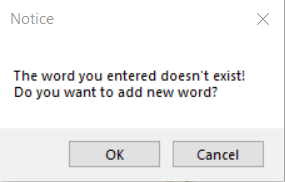 Notice
The word you entered doesn't exist!
Do you want to add new word?
OK Cancel